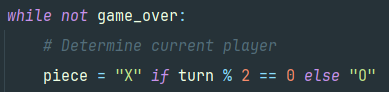 while not game_over:
    # Determine current player
    piece = "X" if turn % 2 == 0 else "O"